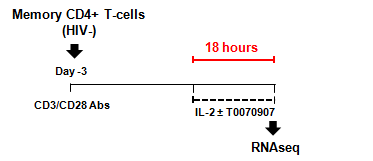 Memory CD4+ T-cells
(HIV-)
18 hours
Day -3
CD3/CD28 Abs
IL-2 ± T0070907
RNAseq